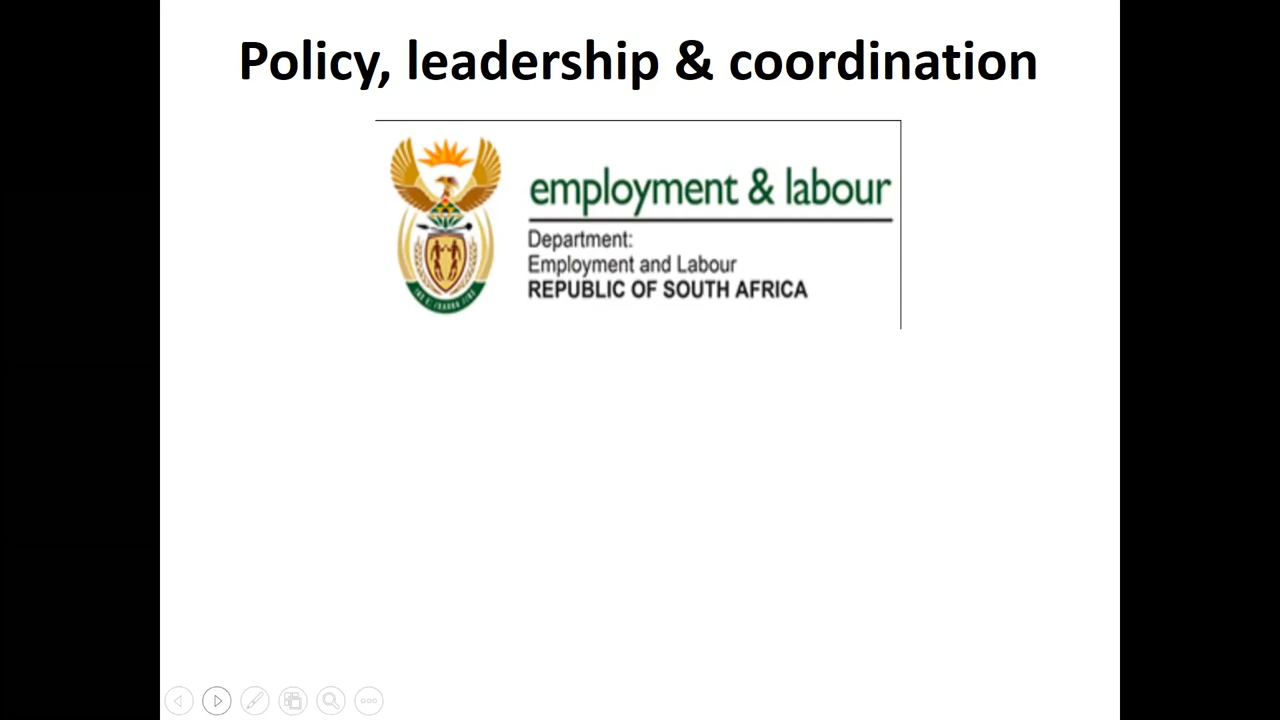 Policy, leadership & coordination
employment & labour
Department:
Employment and Labour
REPUBLIC OF SOUTH AFRICA